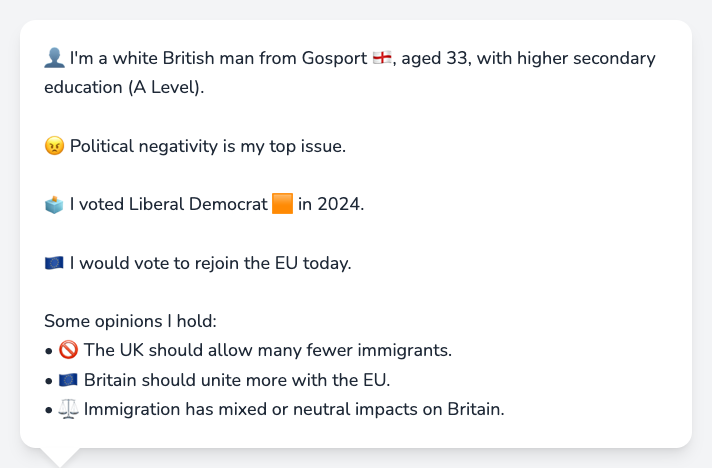 👤 I'm a white British man from Gosport 🏴󠁧󠁢󠁥󠁮󠁧󠁿, aged 33, with higher secondary
education (A Level).
😠 Political negativity is my top issue.
🗳️ I voted Liberal Democrat 🟧 in 2024.
🇪🇺 I would vote to rejoin the EU today.
Some opinions I hold:
• 🚫 The UK should allow many fewer immigrants.
• 🇪🇺 Britain should unite more with the EU.
• ⚖️ Immigration has mixed or neutral impacts on Britain.